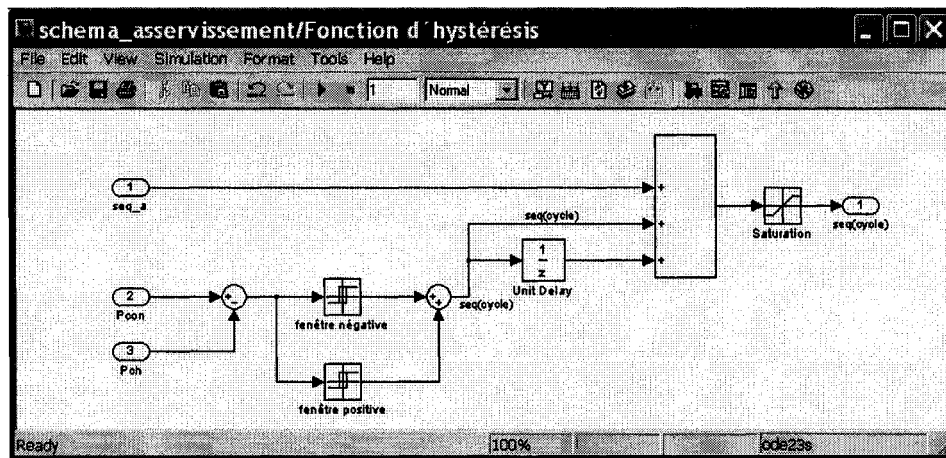 schema_asservissement/Fonction d´hystérésis
File Edit View Simulation Format Tools Help
1 Normal
1
seq_a
seq(cycle)
1
z
Unit Delay
Saturation
1
seq(cycle)
2
Pcon
fenêtre négative
seq(cycle)
3
Pch
fenêtre positive
Ready 100% ode23s